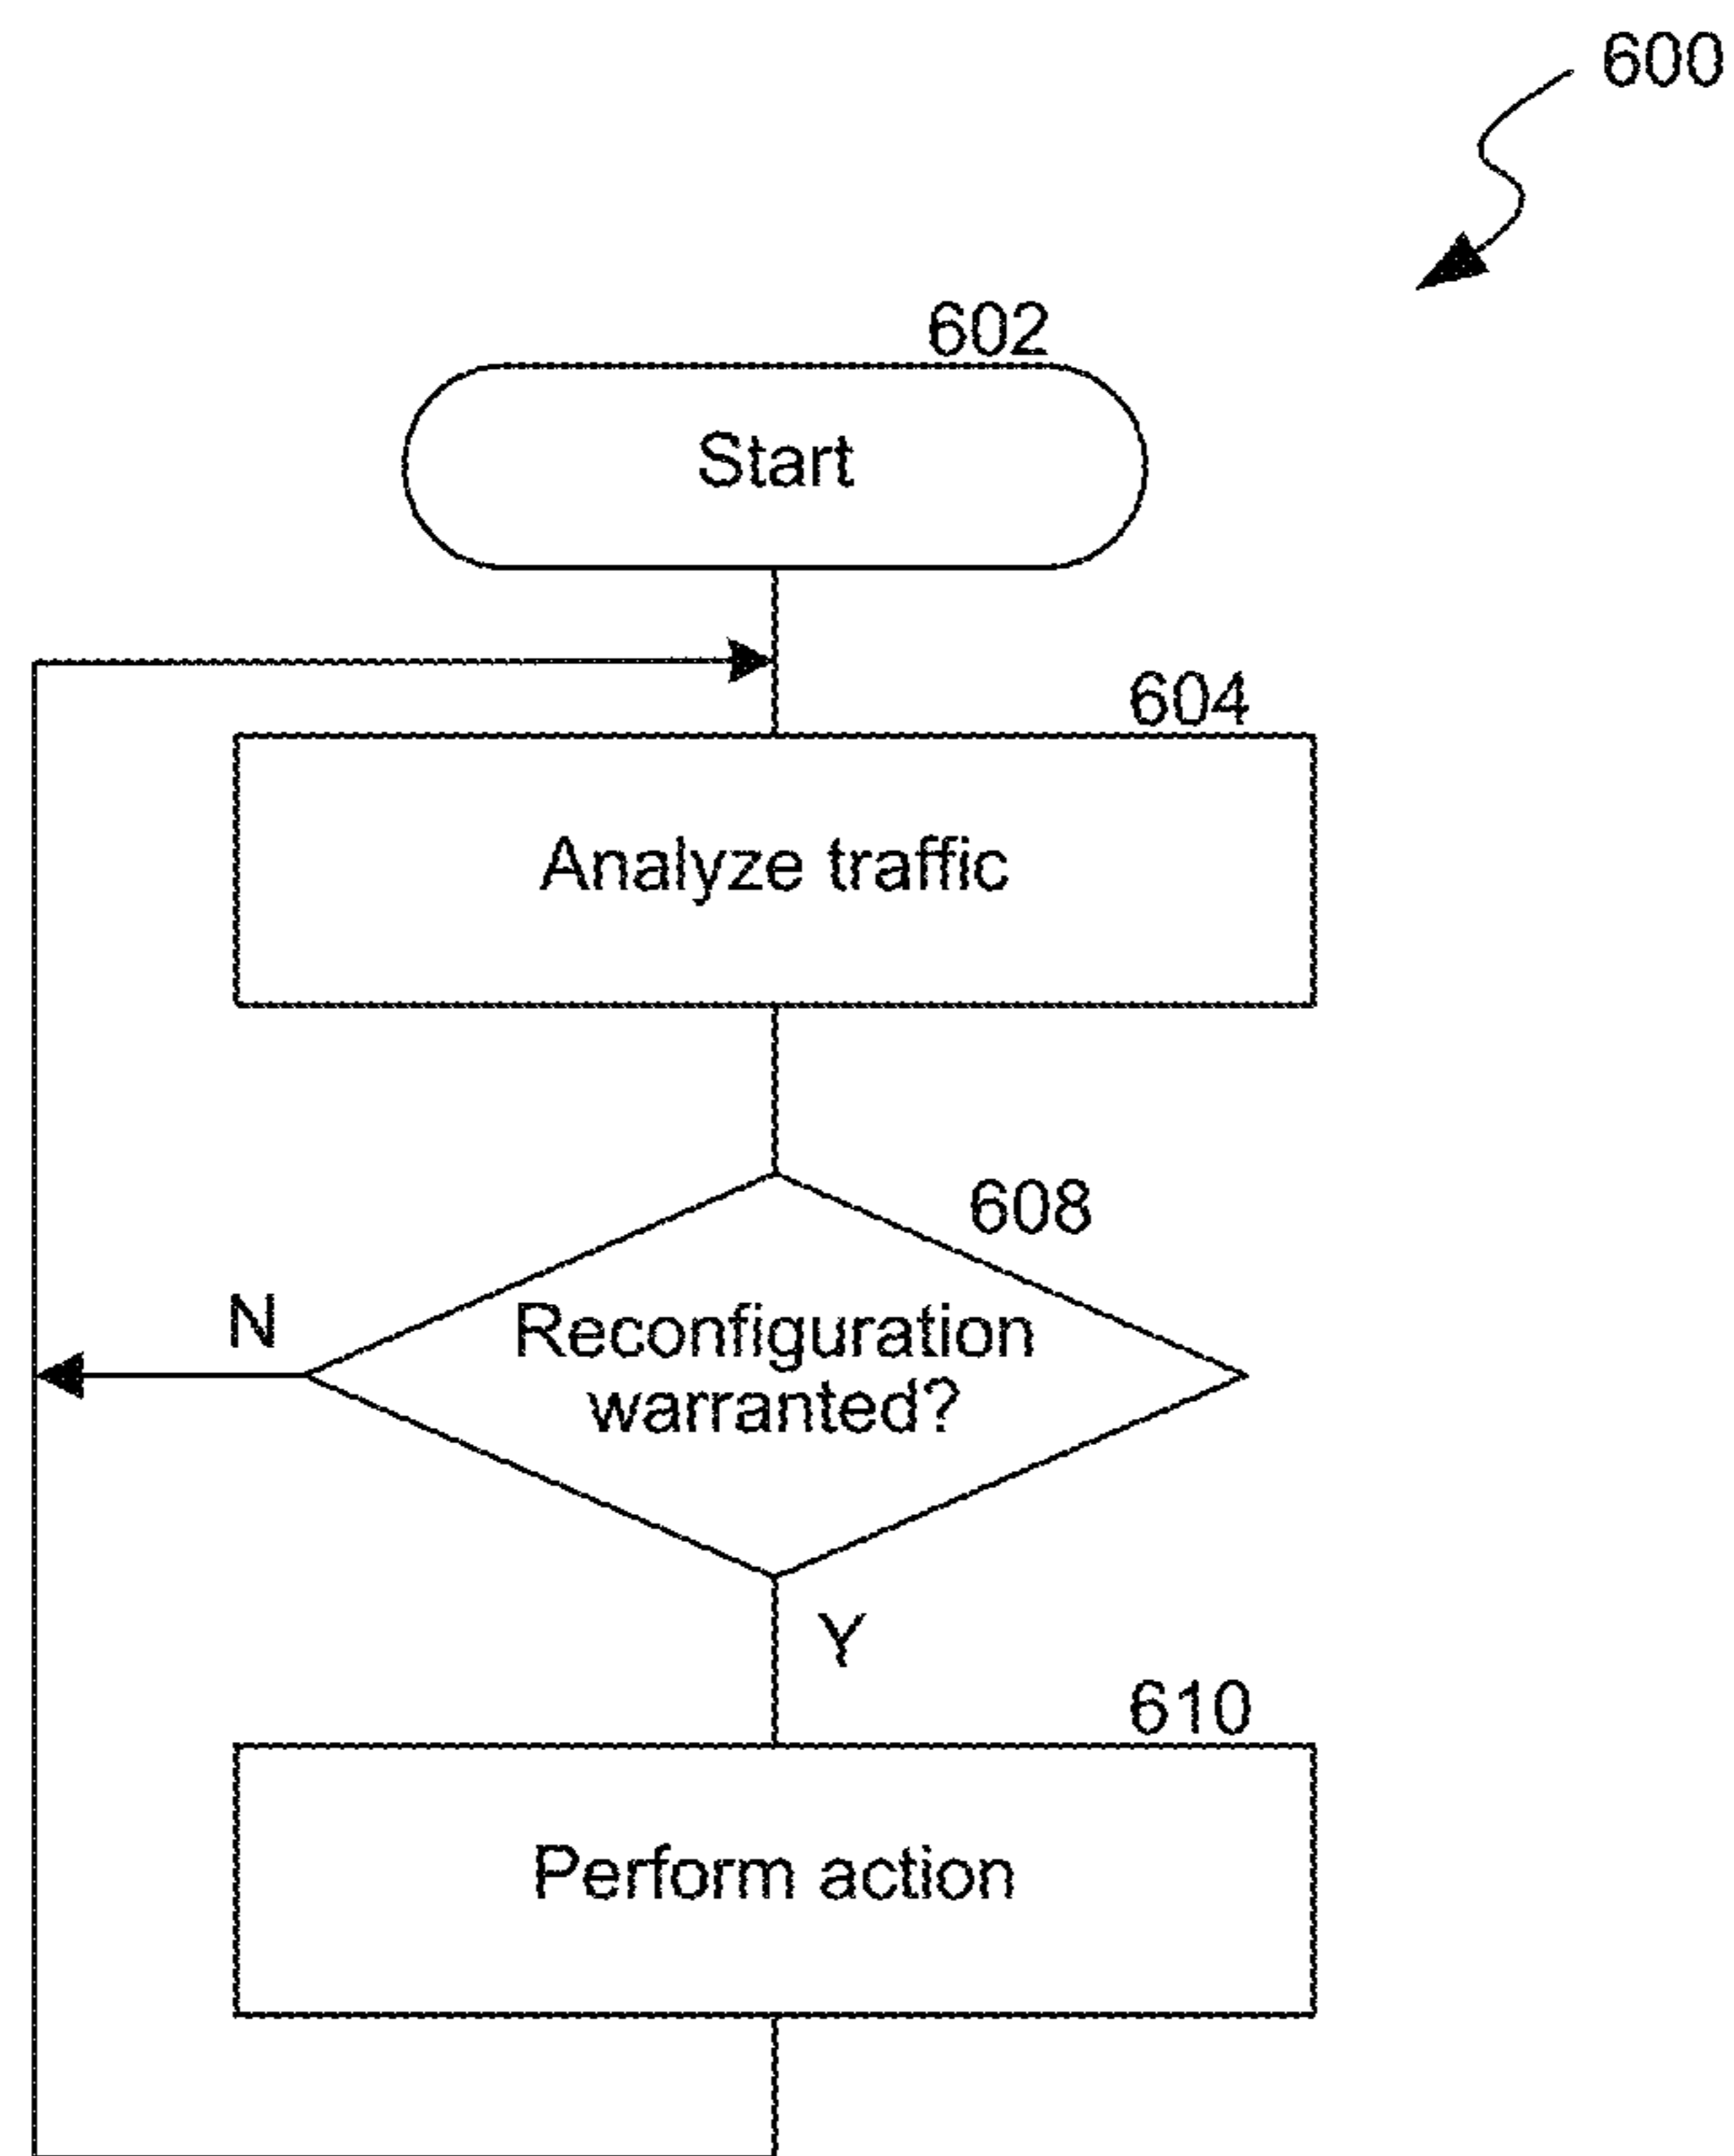 600
602
Start
604
Analyze traffic
608
N
Reconfiguration
warranted?
Y
610
Perform action